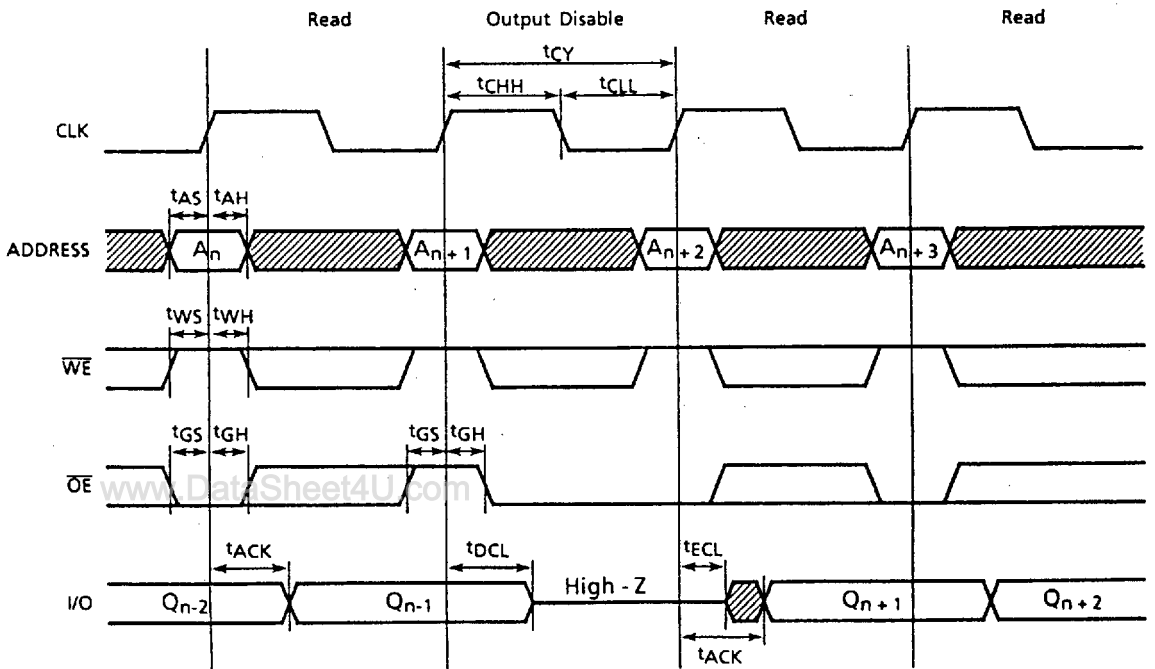 Read Output Disable Read Read
tCY
tCHH tCLL
CLK
tAS tAH
ADDRESS An An+1 An+2 An+3
tWS tWH
WE
tGS tGH tGS tGH
OE
www.DataSheet4U.com
tACK tDCL tECL
I/O Qn-2 Qn-1 High-Z Qn+1 Qn+2
tACK